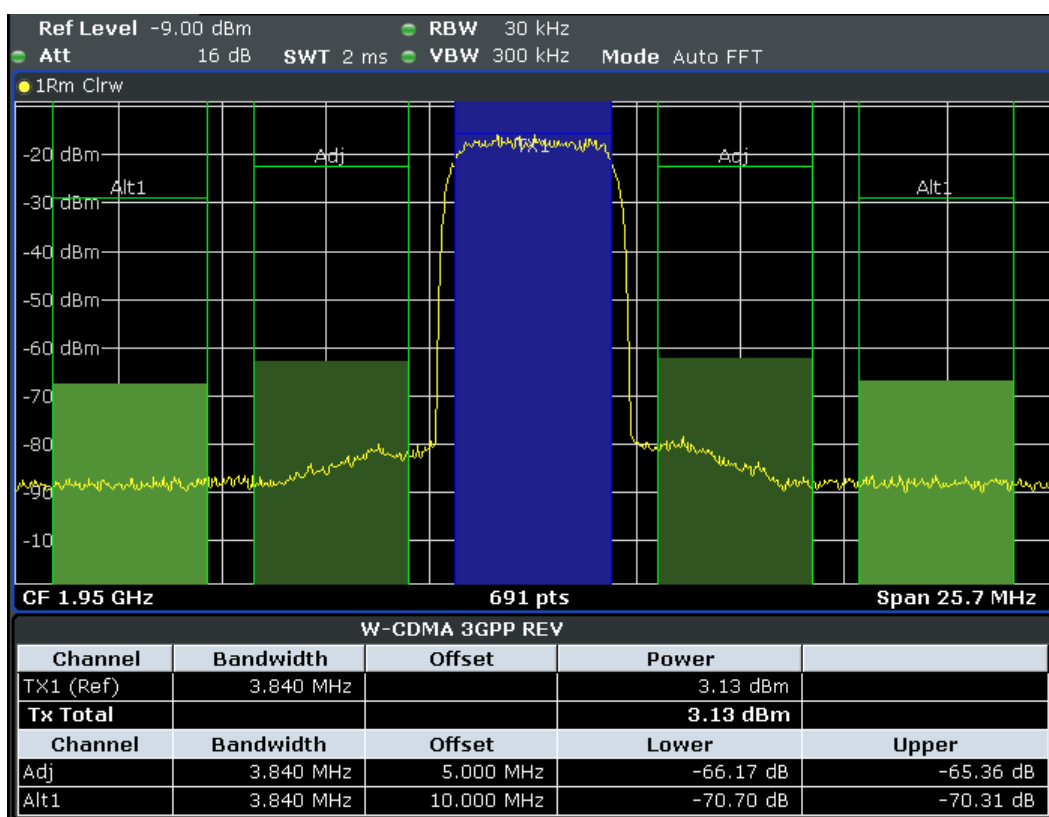 Ref Level -9.00 dBm RBW 30 kHz
Att 16 dB SWT 2 ms VBW 300 kHz Mode Auto FFT
1Rm Clrw
TX1
-20 dBm
Adj
Adj
Alt1
Alt1
-30 dBm
-40 dBm
-50 dBm
-60 dBm
-70
-80
-90
-10
CF 1.95 GHz 691 pts Span 25.7 MHz
W-CDMA 3GPP REV
Channel Bandwidth Offset Power
TX1 (Ref) 3.840 MHz 3.13 dBm
Tx Total 3.13 dBm
Channel Bandwidth Offset Lower Upper
Adj 3.840 MHz 5.000 MHz -66.17 dB -65.36 dB
Alt1 3.840 MHz 10.000 MHz -70.70 dB -70.31 dB